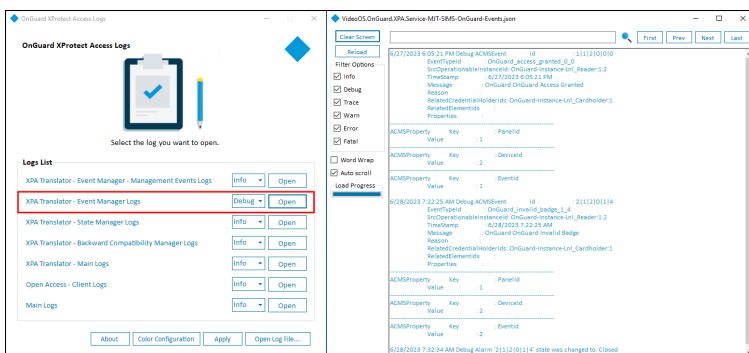 OnGuard XProtect Access Logs
OnGuard XProtect Access Logs
Select the log you want to open.
Logs List
XPA Translator - Event Manager - Management Events Logs Info Open
XPA Translator - Event Manager Logs Debug Open
XPA Translator - State Manager Logs Info Open
XPA Translator - Backward Compatibility Manager Logs Info Open
XPA Translator - Main Logs Info Open
Open Access - Client Logs Info Open
Main Logs Info Open
About Color Configuration Apply Open Log File...
VideoOS.OnGuard.XPA.Service-MJT-SIMS-OnGuard-Events.json
Clear Screen
Reload
Filter Options
Info
Debug
Trace
Warn
Error
Fatal
Word Wrap
Auto scroll
Load Progress
First Prev Next Last
6/27/2023 6:05:21 PM Debug ACMSEvent Id :1|1|2|0|0|0
EventTypeId : OnGuard_access_granted_0_0
SrcOperationableInstanceId: OnGuard-Instance-Lnl_Reader:1:2
TimeStamp : 6/27/2023 6:05:21 PM
Message : OnGuard OnGuard Access Granted
Reason :
RelatedCredentialHolderIds: OnGuard-Instance-Lnl_Cardholder:1
RelatedElementIds :
Properties :
ACMSProperty Key : PanelId
Value : 1
ACMSProperty Key : DeviceId
Value : 2
ACMSProperty Key : EventId
Value : 1
6/28/2023 7:22:25 AM Debug ACMSEvent Id : 2|1|2|0|1|4
EventTypeId : OnGuard_invalid_badge_1_4
SrcOperationableInstanceId: OnGuard-Instance-Lnl_Reader:1:2
TimeStamp : 6/28/2023 7:22:25 AM
Message : OnGuard OnGuard Invalid Badge
Reason :
RelatedCredentialHolderIds: OnGuard-Instance-Lnl_Cardholder:1
RelatedElementIds :
Properties :
ACMSProperty Key : PanelId
Value : 1
ACMSProperty Key : DeviceId
Value : 2
ACMSProperty Key : EventId
Value : 2
6/28/2023 7:32:34 AM Debug Alarm '2|1|2|0|1|4' state was changed to: Closed